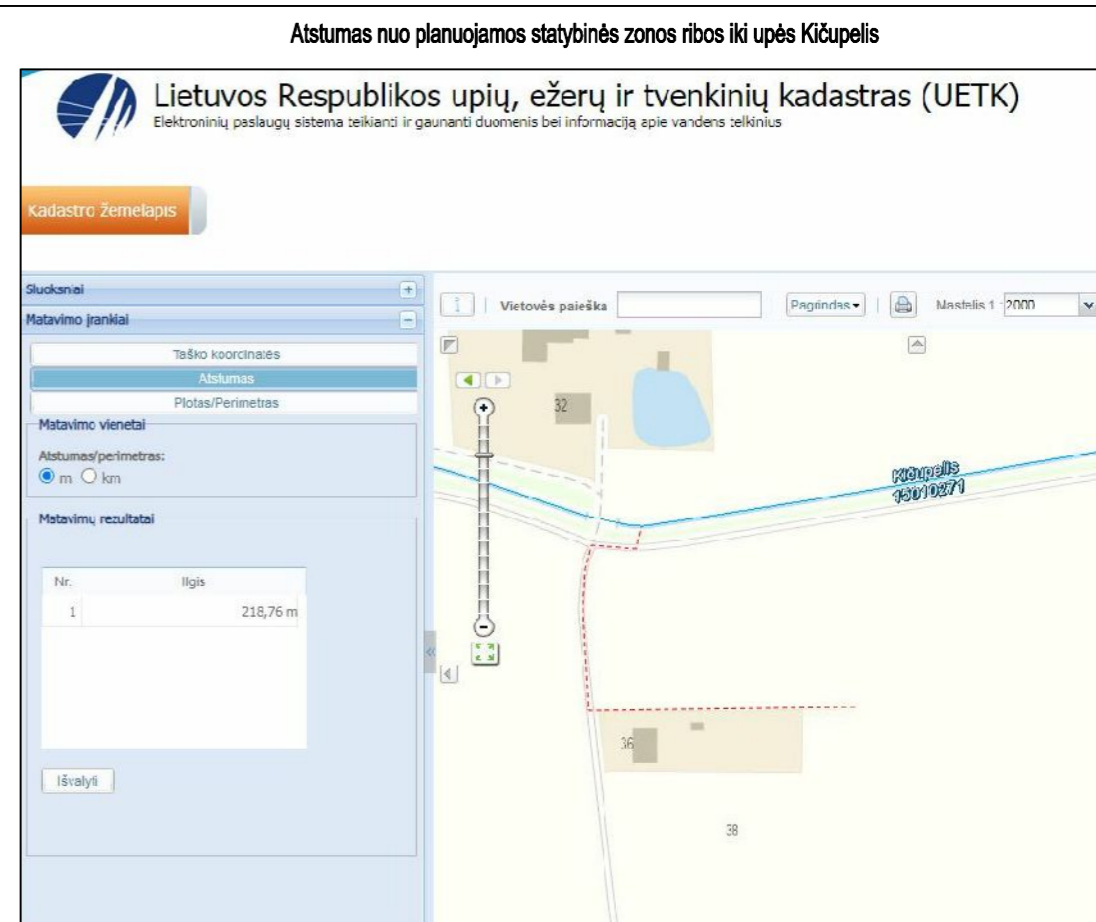 Atstumas nuo planuojamos statybinės zonos ribos iki upės Kičupelis
Lietuvos Respublikos upių, ežerų ir tvenkinių kadastras (UETK)
Elektroninių paslaugų sistema teikianti ir gaunanti duomenis bei informaciją apie vandens telkinius
Kadastro žemėlapis
Sluoksniai
Matavimo įrankiai
Taško koordinatės
Atstumas
Plotas/Perimetras
Matavimo vienetai
Atstumas/perimetras:
m km
Matavimų rezultatai
Nr. Ilgis
1 218,76 m
Išvalyti
Vietovės paieška Pagrindas Mastelis 1 : 2000
32
Kičupelis
15010271
36
38